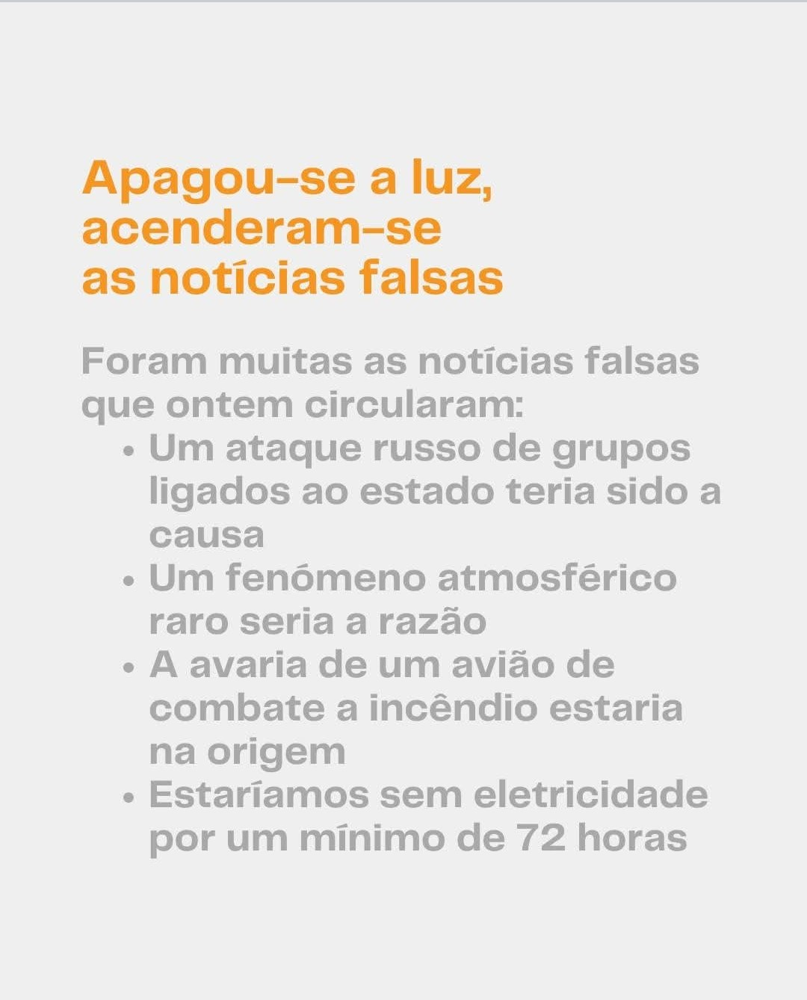 Apagou-se a luz,
acenderam-se
as notícias falsas
Foram muitas as notícias falsas
que ontem circularam:
• Um ataque russo de grupos
ligados ao estado teria sido a
causa
• Um fenómeno atmosférico
raro seria a razão
• A avaria de um avião de
combate a incêndio estaria
na origem
• Estaríamos sem eletricidade
por um mínimo de 72 horas